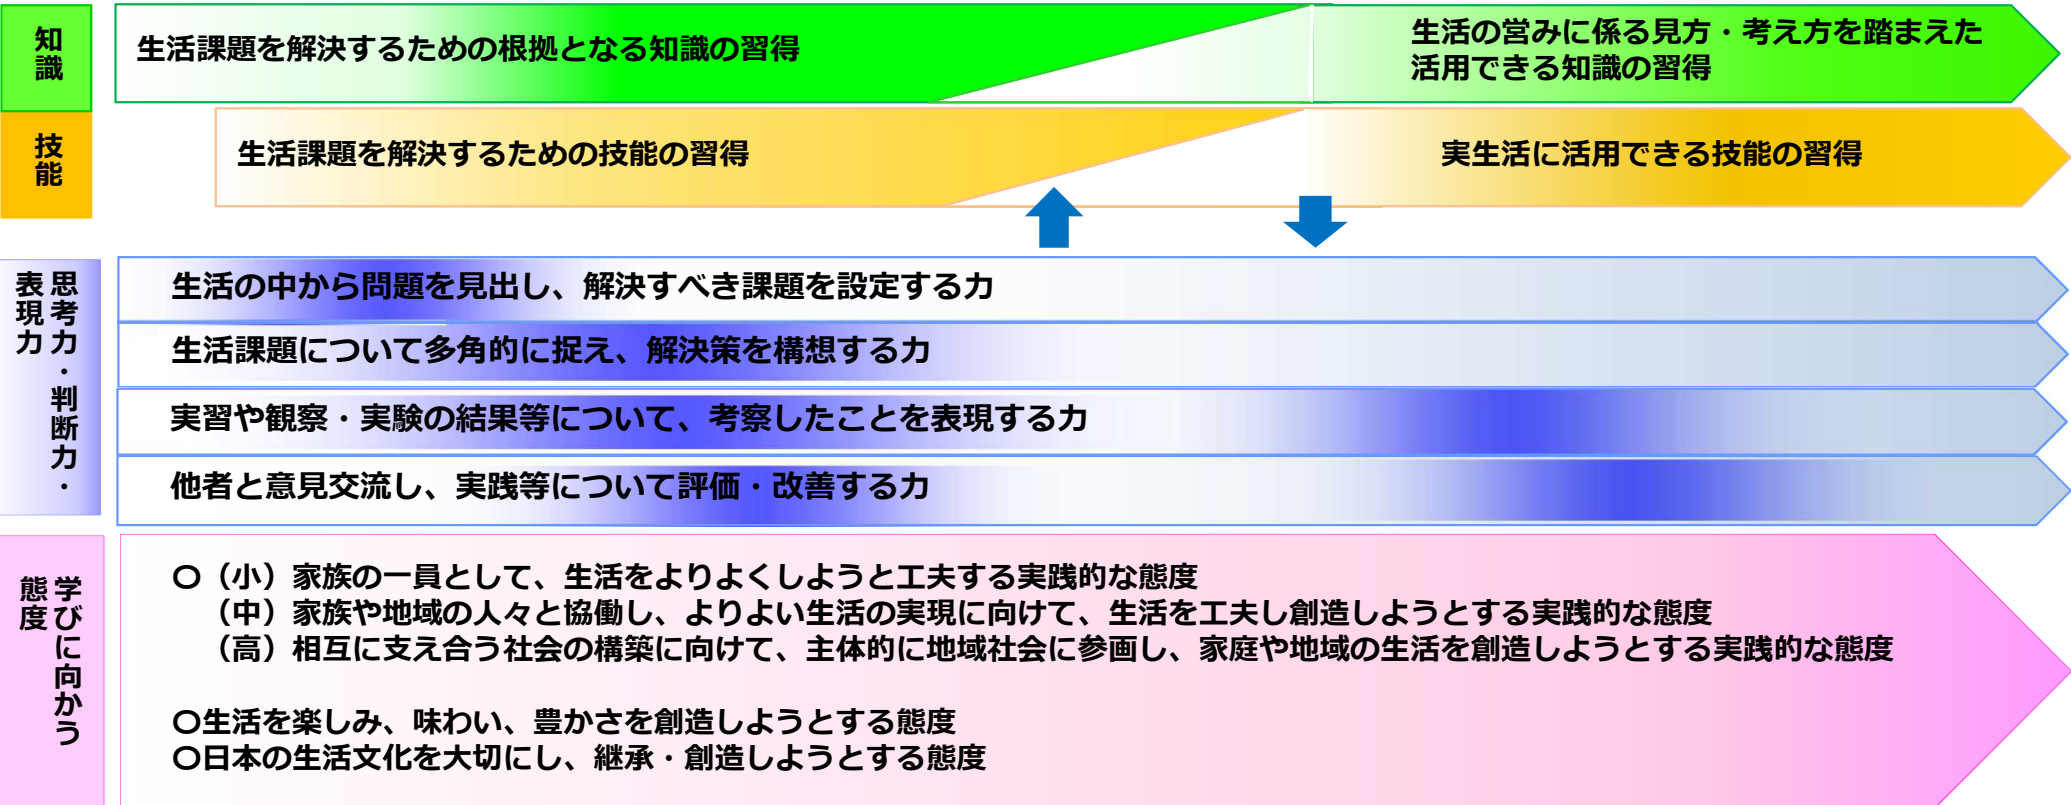 知識
生活課題を解決するための根拠となる知識の習得
生活の営みに係る見方・考え方を踏まえた
活用できる知識の習得
技能
生活課題を解決するための技能の習得
実生活に活用できる技能の習得
思考力・判断力・
表現力
生活の中から問題を見出し、解決すべき課題を設定する力
生活課題について多角的に捉え、解決策を構想する力
実習や観察・実験の結果等について、考察したことを表現する力
他者と意見交流し、実践等について評価・改善する力
学びに向かう
態度
〇（小）家族の一員として、生活をよりよくしようと工夫する実践的な態度
（中）家族や地域の人々と協働し、よりよい生活の実現に向けて、生活を工夫し創造しようとする実践的な態度
（高）相互に支え合う社会の構築に向けて、主体的に地域社会に参画し、家庭や地域の生活を創造しようとする実践的な態度
〇生活を楽しみ、味わい、豊かさを創造しようとする態度
〇日本の生活文化を大切にし、継承・創造しようとする態度